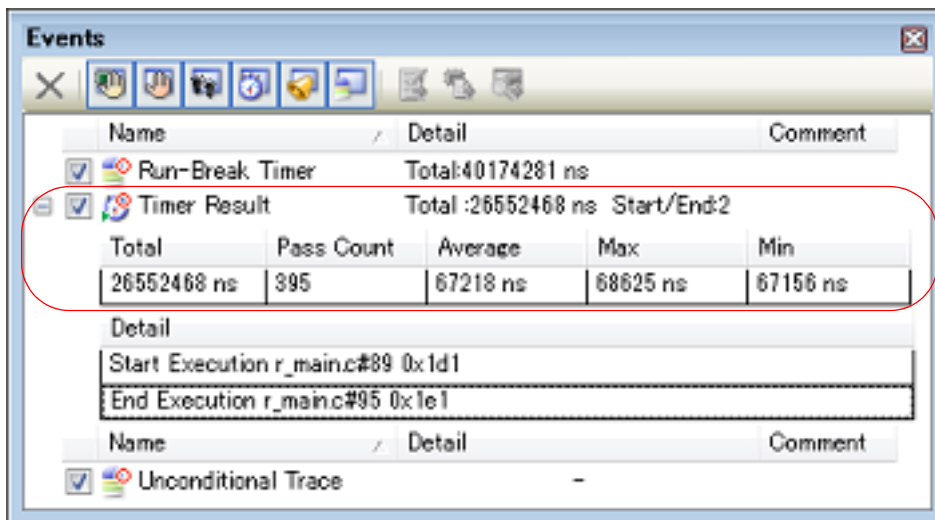 Events
Name Detail Comment
Run-Break Timer Total:40174281 ns
Timer Result Total :26552468 ns Start/End:2
Total Pass Count Average Max Min
26552468 ns 395 67218 ns 68625 ns 67156 ns
Detail
Start Execution r_main.c#89 0x1d1
End Execution r_main.c#95 0x1e1
Name Detail Comment
Unconditional Trace -